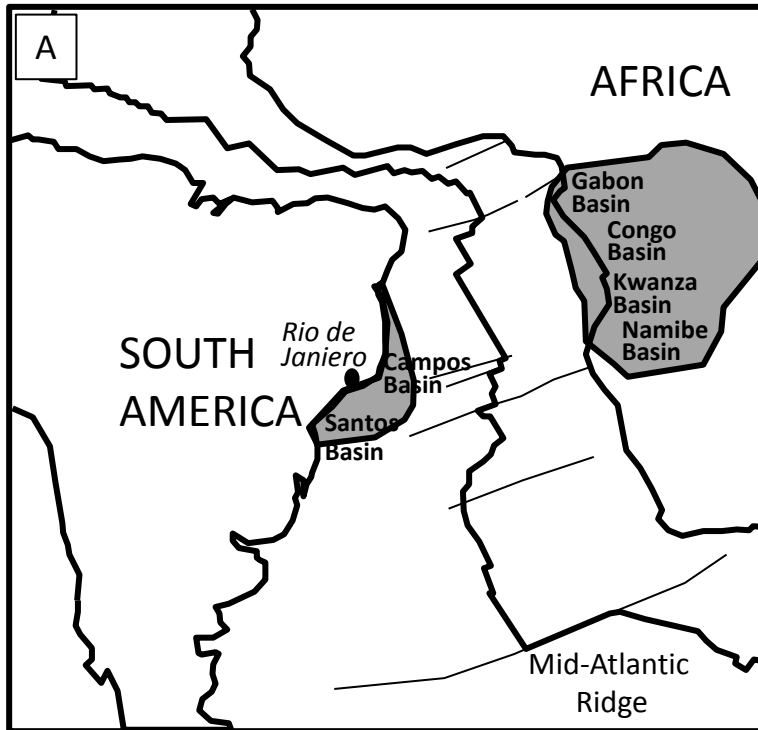 A
AFRICA
Gabon
Basin
Congo
Basin
Kwanza
Basin
Namibe
Basin
Rio de
Janiero
SOUTH
AMERICA
Campos
Basin
Santos
Basin
Mid-Atlantic
Ridge